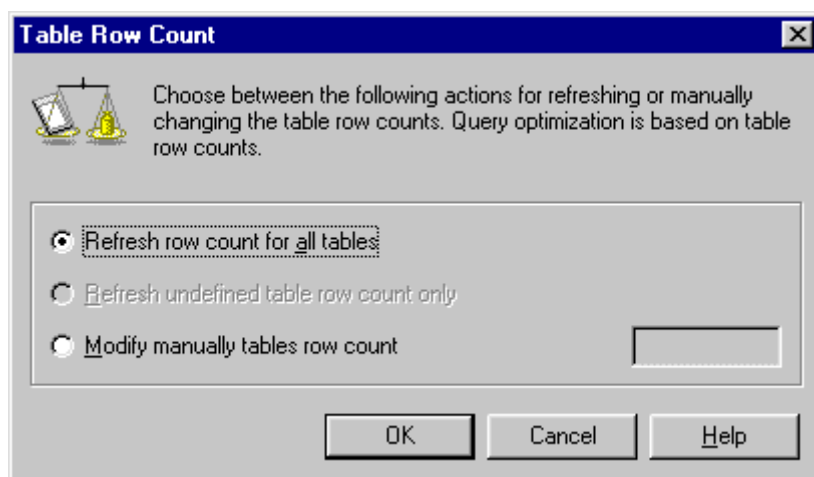 Table Row Count
Choose between the following actions for refreshing or manually
changing the table row counts. Query optimization is based on table
row counts.
Refresh row count for all tables
Refresh undefined table row count only
Modify manually tables row count
OK Cancel Help